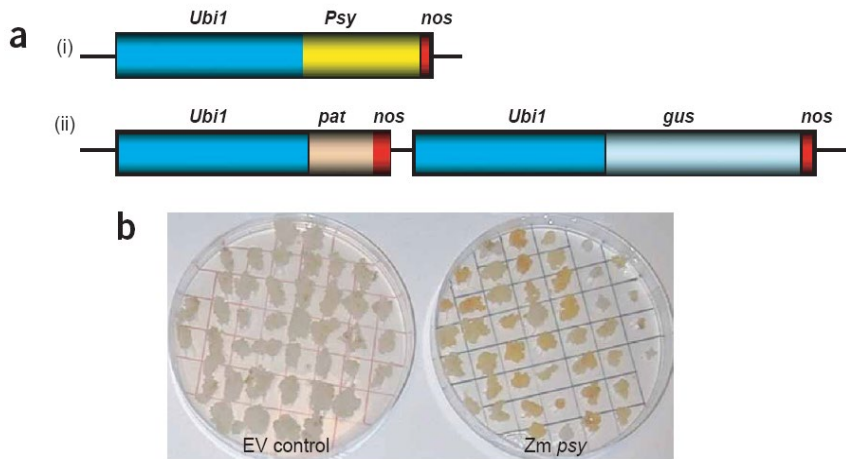 a
(i)
Ubi1 Psy nos
(ii)
Ubi1 pat nos Ubi1 gus nos
b
EV control Zm psy